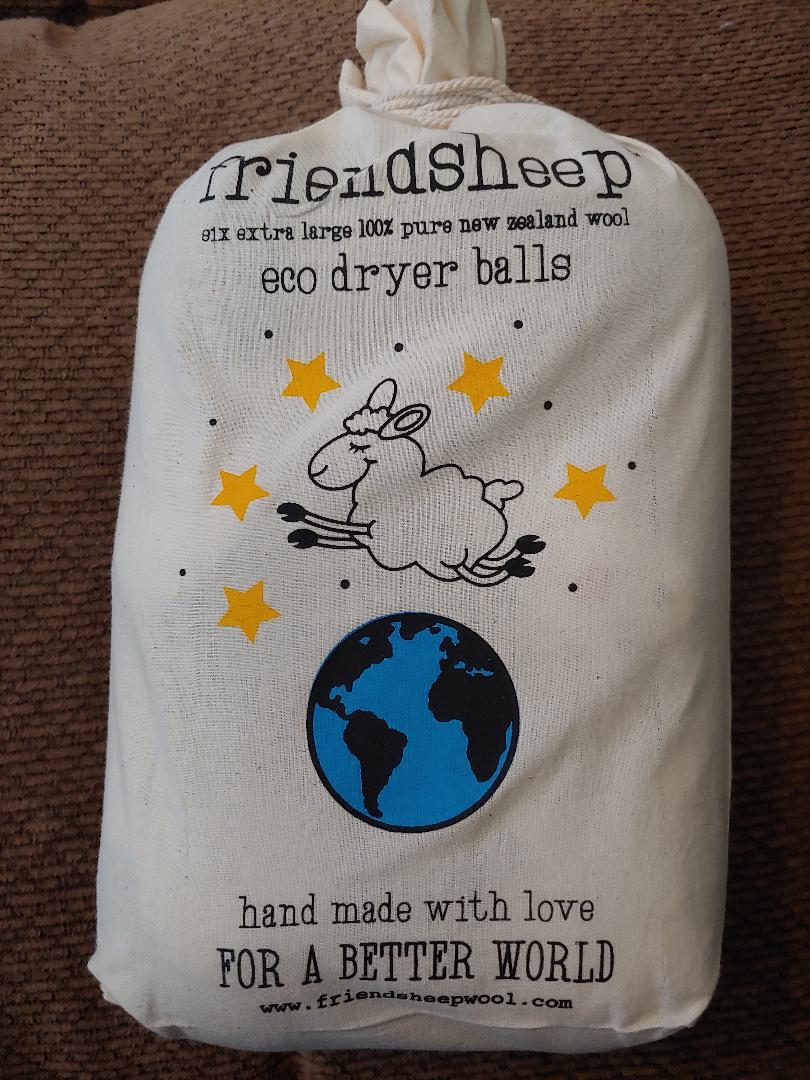 friendsheep
six extra large 100% pure new zealand wool
eco dryer balls
hand made with love
FOR A BETTER WORLD
www.friendsheepwool.com